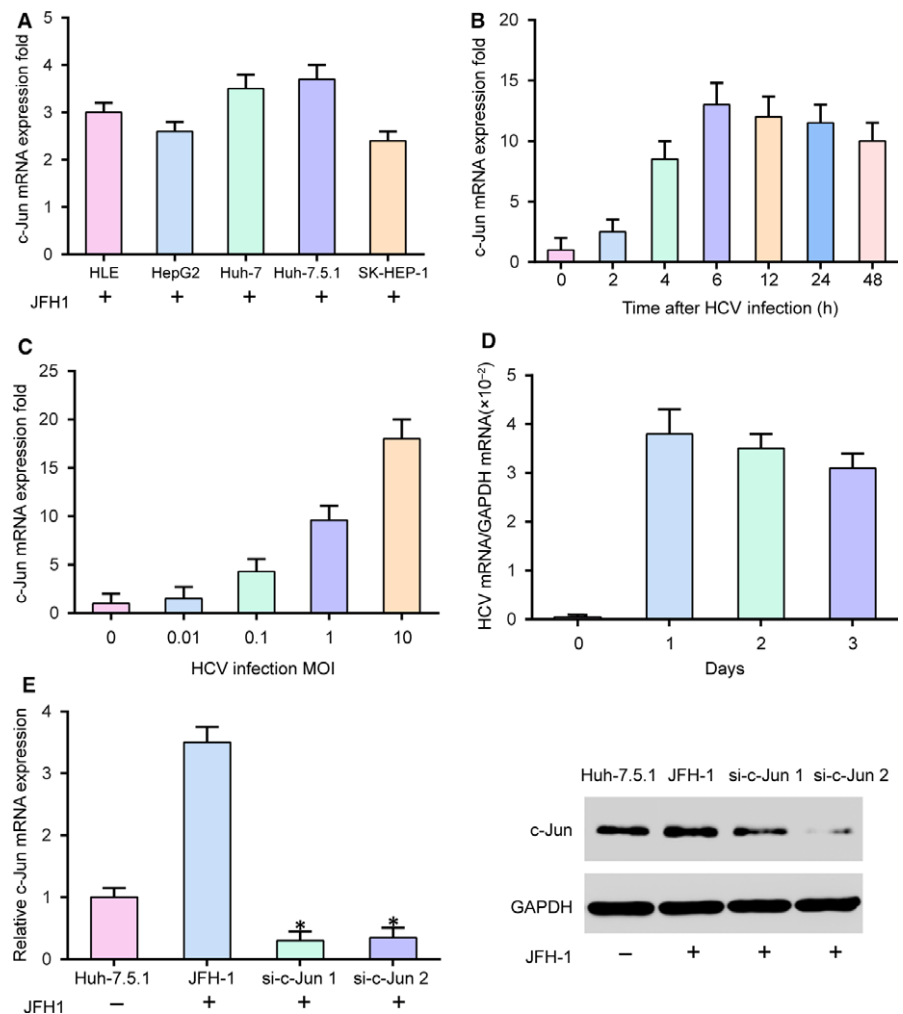 A
c-Jun mRNA expression fold
5
4
3
2
1
0
HLE HepG2 Huh-7 Huh-7.5.1 SK-HEP-1
JFH1 + + + + +
B
c-Jun mRNA expression fold
20
15
10
5
0
0 2 4 6 12 24 48
Time after HCV infection (h)
C
c-Jun mRNA expression fold
25
20
15
10
5
0
0 0.01 0.1 1 10
HCV infection MOI
D
HCV mRNA/GAPDH mRNA(×10⁻²)
5
4
3
2
1
0
0 1 2 3
Days
E
Relative c-Jun mRNA expression
4
3
2
1
0
* *
Huh-7.5.1 JFH-1 si-c-Jun 1 si-c-Jun 2
JFH1 − + + +
Huh-7.5.1 JFH-1 si-c-Jun 1 si-c-Jun 2
c-Jun
GAPDH
JFH-1 − + + +